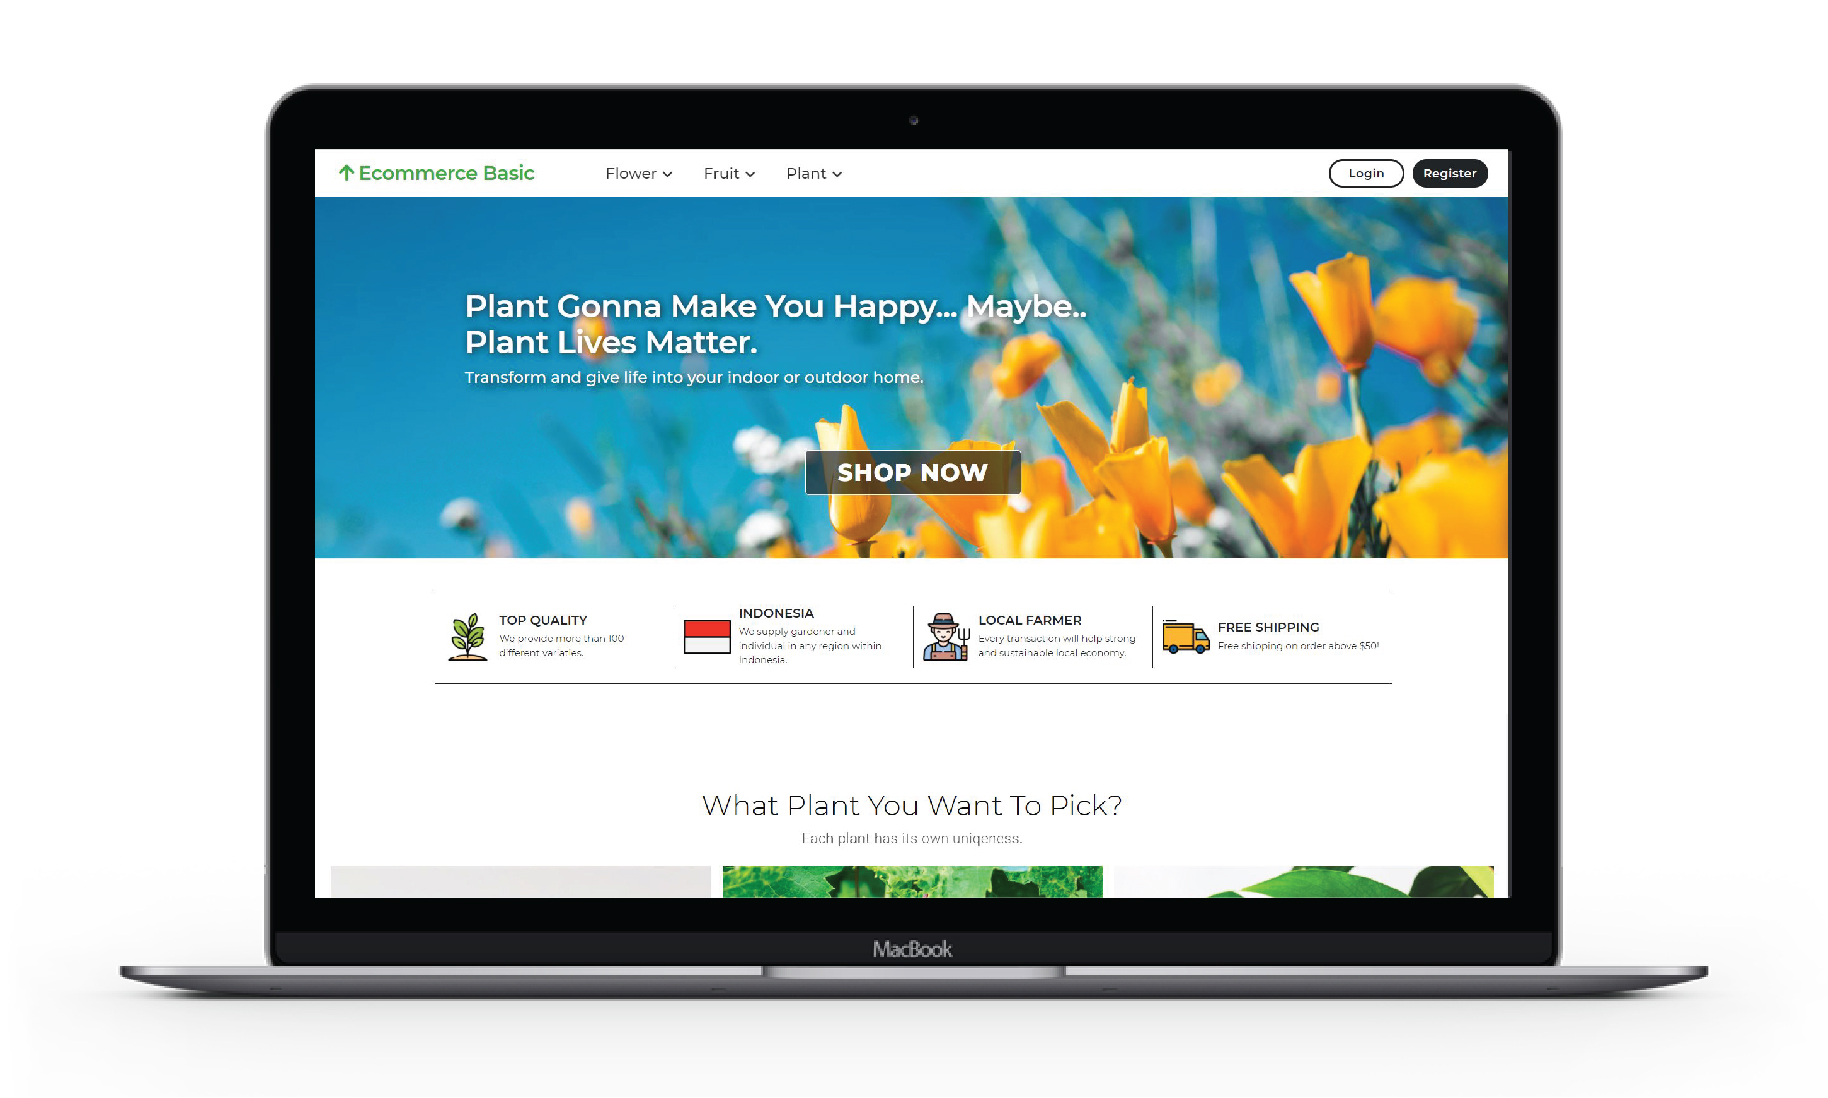 Ecommerce Basic
Flower
Fruit
Plant
Login
Register
Plant Gonna Make You Happy... Maybe..
Plant Lives Matter.
Transform and give life into your indoor or outdoor home.
SHOP NOW
TOP QUALITY
We provide more than 100
different variaties.
INDONESIA
We supply gardener and
individual in any region within
Indonesia.
LOCAL FARMER
Every transaction will help strong
and sustainable local economy.
FREE SHIPPING
Free shipping on order above $50!
What Plant You Want To Pick?
Each plant has its own uniqeness.
MacBook